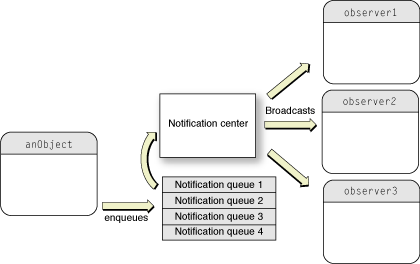 observer1
Broadcasts
Notification center
observer2
anObject
enqueues
Notification queue 1
Notification queue 2
Notification queue 3
Notification queue 4
observer3